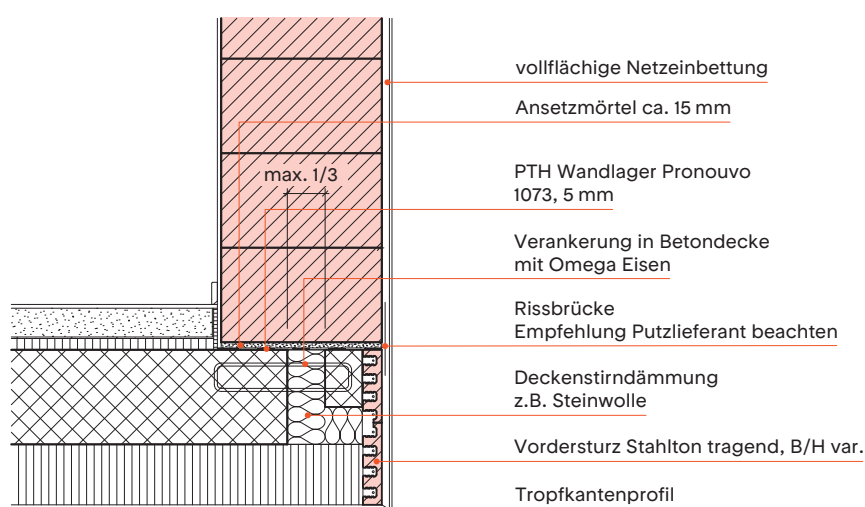 vollflächige Netzeinbettung
Ansetzmörtel ca. 15 mm
max. 1/3
PTH Wandlager Pronouvo
1073, 5 mm
Verankerung in Betondecke
mit Omega Eisen
Rissbrücke
Empfehlung Putzlieferant beachten
Deckenstirndämmung
z.B. Steinwolle
Vordersturz Stahlton tragend, B/H var.
Tropfkantenprofil